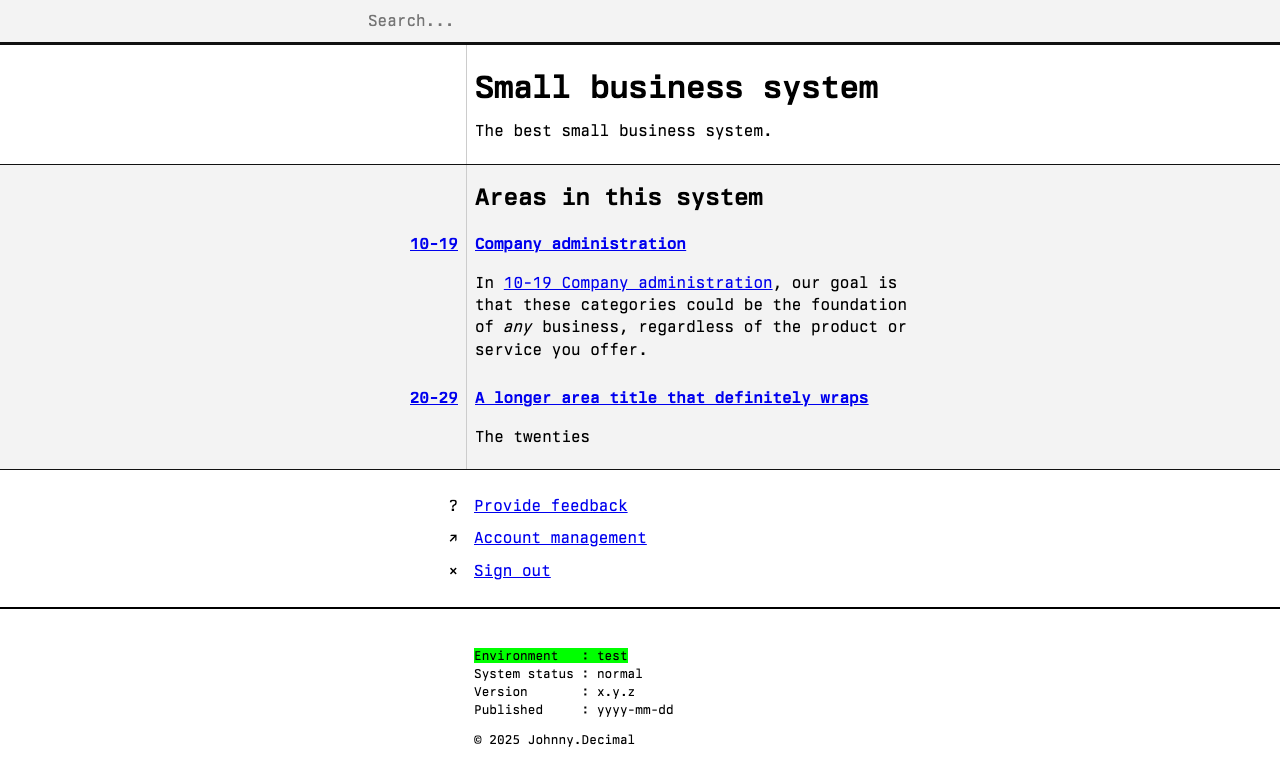 Search...
Small business system
The best small business system.
Areas in this system
10-19 Company administration
In 10-19 Company administration, our goal is
that these categories could be the foundation
of any business, regardless of the product or
service you offer.
20-29 A longer area title that definitely wraps
The twenties
? Provide feedback
↗ Account management
× Sign out
Environment   : test
System status : normal
Version       : x.y.z
Published     : yyyy-mm-dd
© 2025 Johnny.Decimal